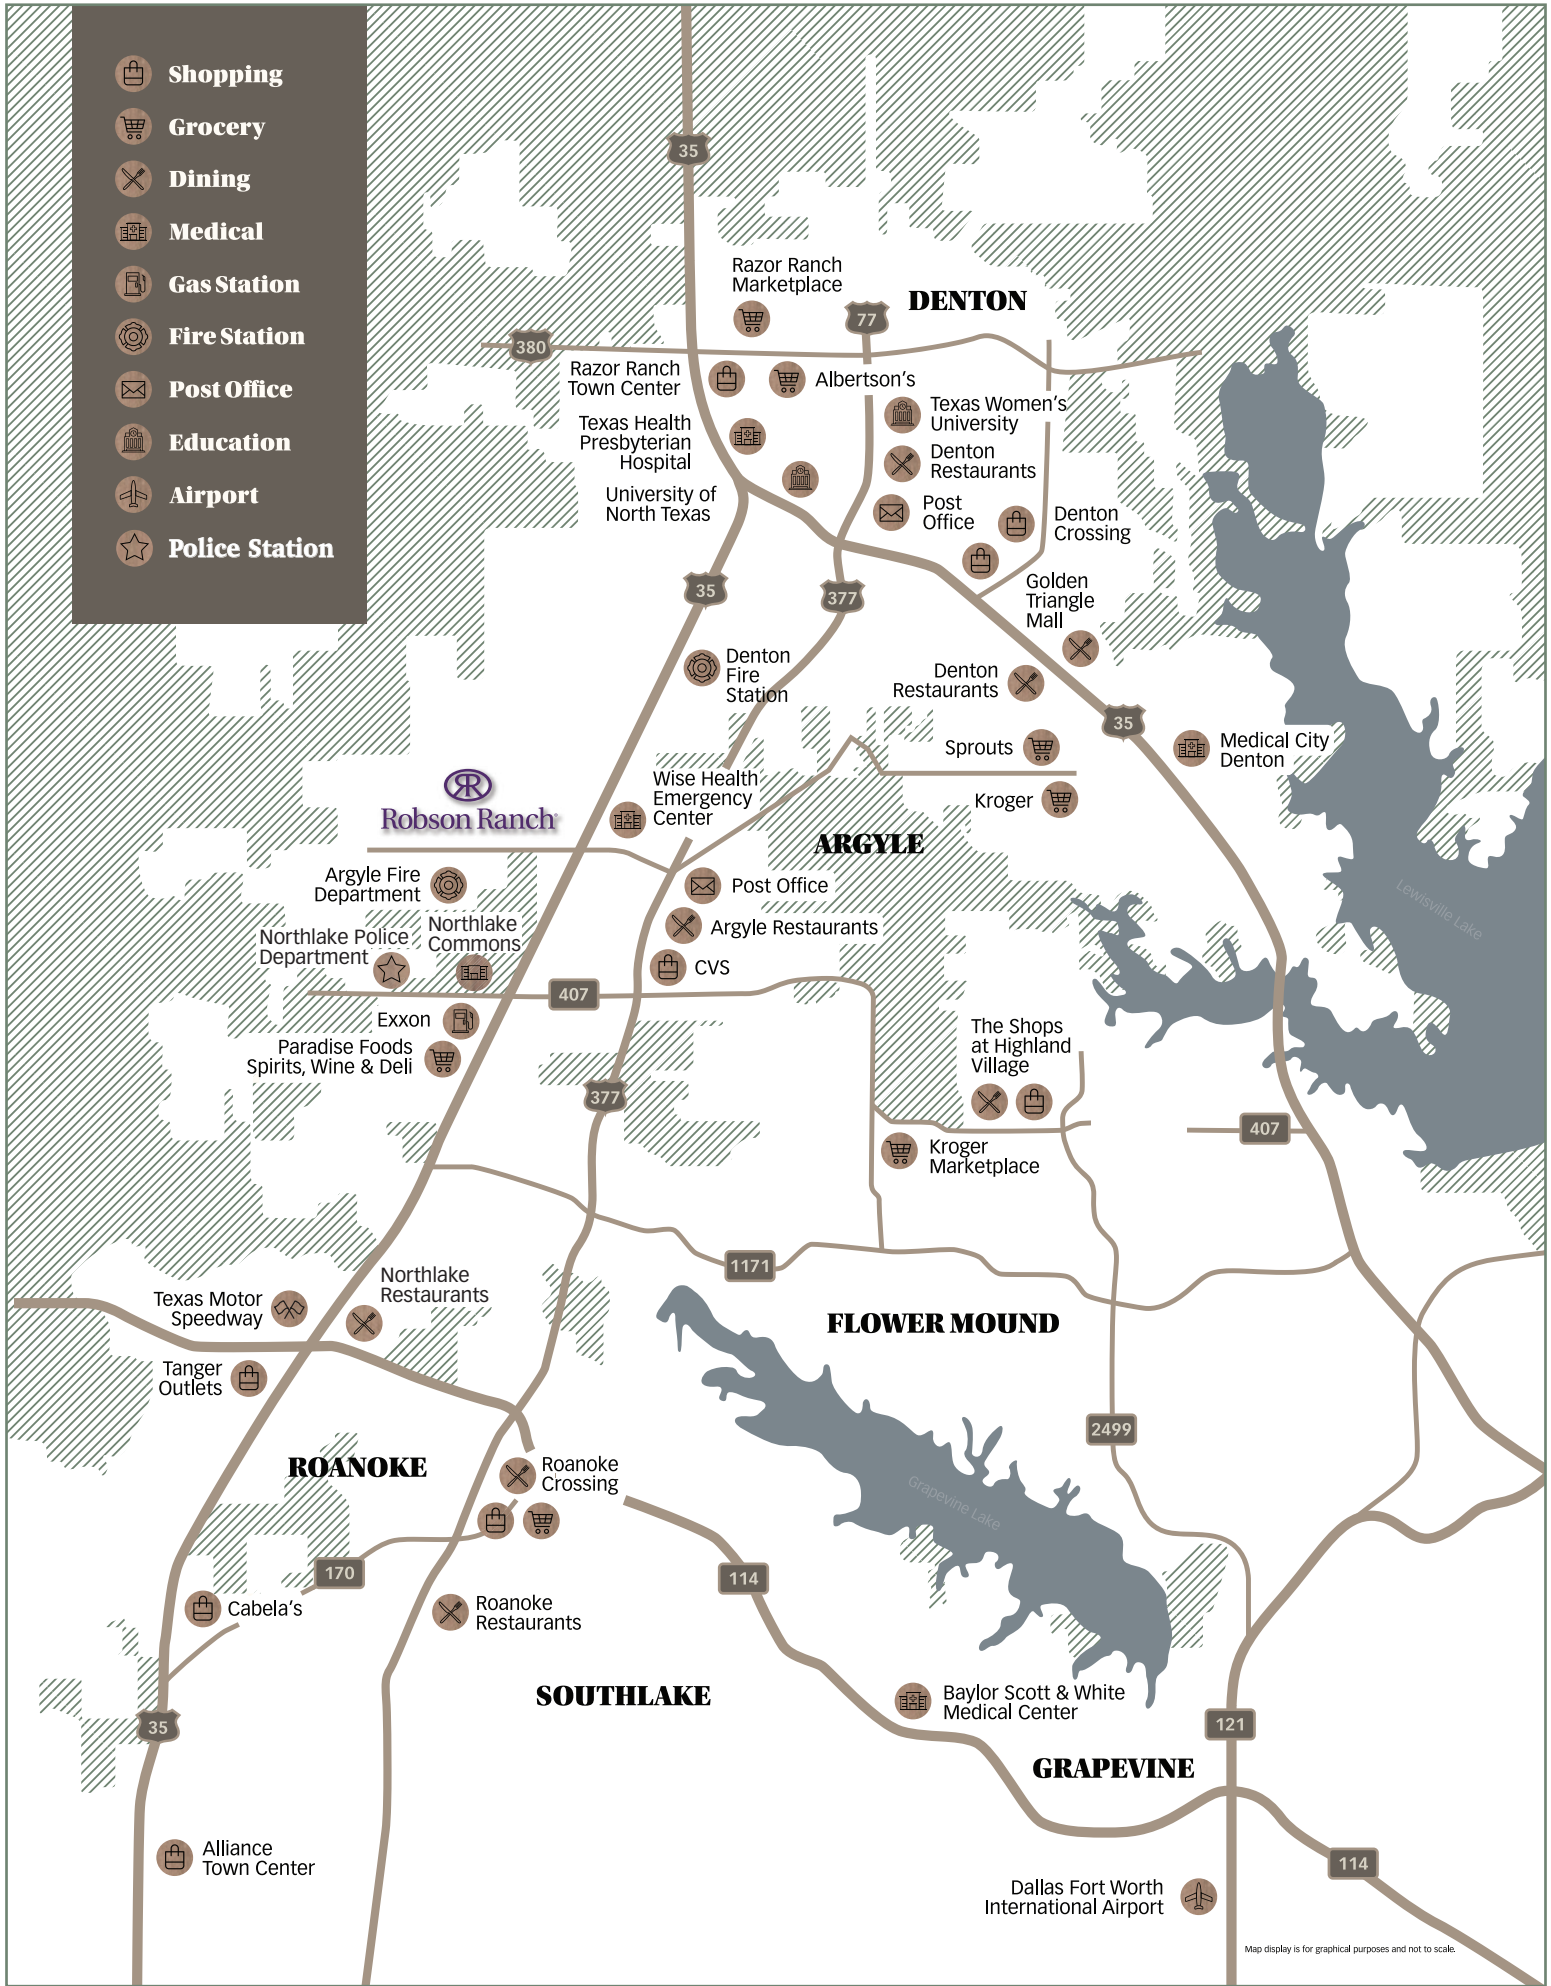 Shopping
Grocery
Dining
Medical
Gas Station
Fire Station
Post Office
Education
Airport
Police Station
35
Razor Ranch
Marketplace
77
DENTON
380
Razor Ranch
Town Center
Albertson's
Texas Women's
University
Texas Health
Presbyterian
Hospital
Denton
Restaurants
University of
North Texas
Post
Office
Denton
Crossing
35
377
Golden
Triangle
Mall
Denton
Fire
Station
Denton
Restaurants
35
Sprouts
Medical City
Denton
Robson Ranch
Wise Health
Emergency
Center
Kroger
ARGYLE
Argyle Fire
Department
Post Office
Lewisville Lake
Northlake Police
Department
Northlake
Commons
Argyle Restaurants
CVS
407
Exxon
Paradise Foods
Spirits, Wine & Deli
The Shops
at Highland
Village
377
407
Kroger
Marketplace
1171
Texas Motor
Speedway
Northlake
Restaurants
FLOWER MOUND
Tanger
Outlets
2499
ROANOKE
Roanoke
Crossing
Grapevine Lake
170
114
Cabela's
Roanoke
Restaurants
SOUTHLAKE
Baylor Scott & White
Medical Center
35
121
GRAPEVINE
Alliance
Town Center
114
Dallas Fort Worth
International Airport
Map display is for graphical purposes and not to scale.